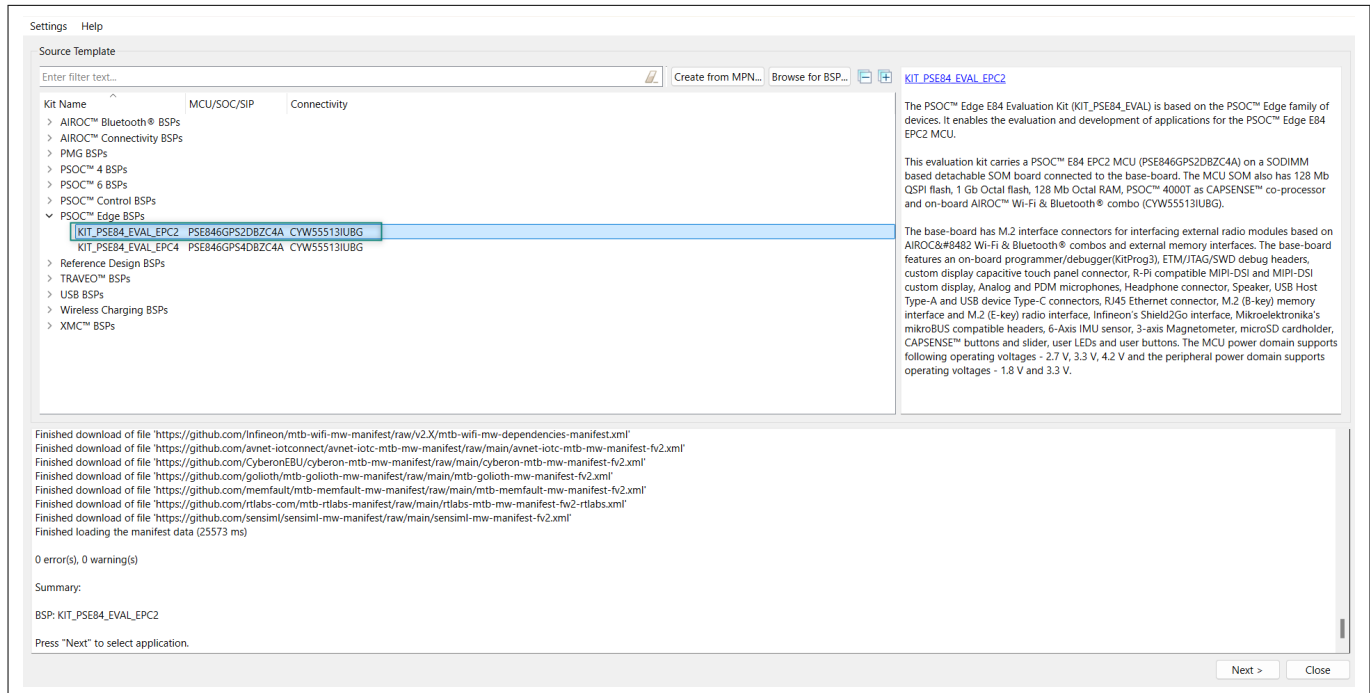 Settings Help
Source Template
Enter filter text...
Create from MPN... Browse for BSP...
Kit Name MCU/SOC/SIP Connectivity
AIROC™ Bluetooth® BSPs
AIROC™ Connectivity BSPs
PMG BSPs
PSOC™ 4 BSPs
PSOC™ 6 BSPs
PSOC™ Control BSPs
PSOC™ Edge BSPs
KIT_PSE84_EVAL_EPC2 PSE846GPS2DBZC4A CYW55513IUBG
KIT_PSE84_EVAL_EPC4 PSE846GPS4DBZC4A CYW55513IUBG
Reference Design BSPs
TRAVEO™ BSPs
USB BSPs
Wireless Charging BSPs
XMC™ BSPs
KIT_PSE84_EVAL_EPC2
The PSOC™ Edge E84 Evaluation Kit (KIT_PSE84_EVAL) is based on the PSOC™ Edge family of
devices. It enables the evaluation and development of applications for the PSOC™ Edge E84
EPC2 MCU.
This evaluation kit carries a PSOC™ E84 EPC2 MCU (PSE846GPS2DBZC4A) on a SODIMM
based detachable SOM board connected to the base-board. The MCU SOM also has 128 Mb
QSPI flash, 1 Gb Octal flash, 128 Mb Octal RAM, PSOC™ 4000T as CAPSENSE™ co-processor
and on-board AIROC™ Wi-Fi & Bluetooth® combo (CYW55513IUBG).
The base-board has M.2 interface connectors for interfacing external radio modules based on
AIROC&#8482 Wi-Fi & Bluetooth® combos and external memory interfaces. The base-board
features an on-board programmer/debugger(KitProg3), ETM/JTAG/SWD debug headers,
custom display capacitive touch panel connector, R-Pi compatible MIPI-DSI and MIPI-DSI
custom display, Analog and PDM microphones, Headphone connector, Speaker, USB Host
Type-A and USB device Type-C connectors, RJ45 Ethernet connector, M.2 (B-key) memory
interface and M.2 (E-key) radio interface, Infineon's Shield2Go interface, Mikroelektronika's
mikroBUS compatible headers, 6-Axis IMU sensor, 3-axis Magnetometer, microSD cardholder,
CAPSENSE™ buttons and slider, user LEDs and user buttons. The MCU power domain supports
following operating voltages - 2.7 V, 3.3 V, 4.2 V and the peripheral power domain supports
operating voltages - 1.8 V and 3.3 V.
Finished download of file 'https://github.com/Infineon/mtb-wifi-mw-manifest/raw/v2.X/mtb-wifi-mw-dependencies-manifest.xml'
Finished download of file 'https://github.com/avnet-iotconnect/avnet-iotc-mtb-mw-manifest/raw/main/avnet-iotc-mtb-mw-manifest-fv2.xml'
Finished download of file 'https://github.com/CyberonEBU/cyberon-mtb-mw-manifest/raw/main/cyberon-mtb-mw-manifest-fv2.xml'
Finished download of file 'https://github.com/golioth/mtb-golioth-mw-manifest/raw/main/mtb-golioth-mw-manifest-fv2.xml'
Finished download of file 'https://github.com/memfault/mtb-memfault-mw-manifest/raw/main/mtb-memfault-mw-manifest-fv2.xml'
Finished download of file 'https://github.com/rtlabs-com/mtb-rtlabs-manifest/raw/main/rtlabs-mtb-mw-manifest-fw2-rtlabs.xml'
Finished download of file 'https://github.com/sensiml/sensiml-mw-manifest/raw/main/sensiml-mw-manifest-fv2.xml'
Finished loading the manifest data (25573 ms)
0 error(s), 0 warning(s)
Summary:
BSP: KIT_PSE84_EVAL_EPC2
Press "Next" to select application.
Next > Close